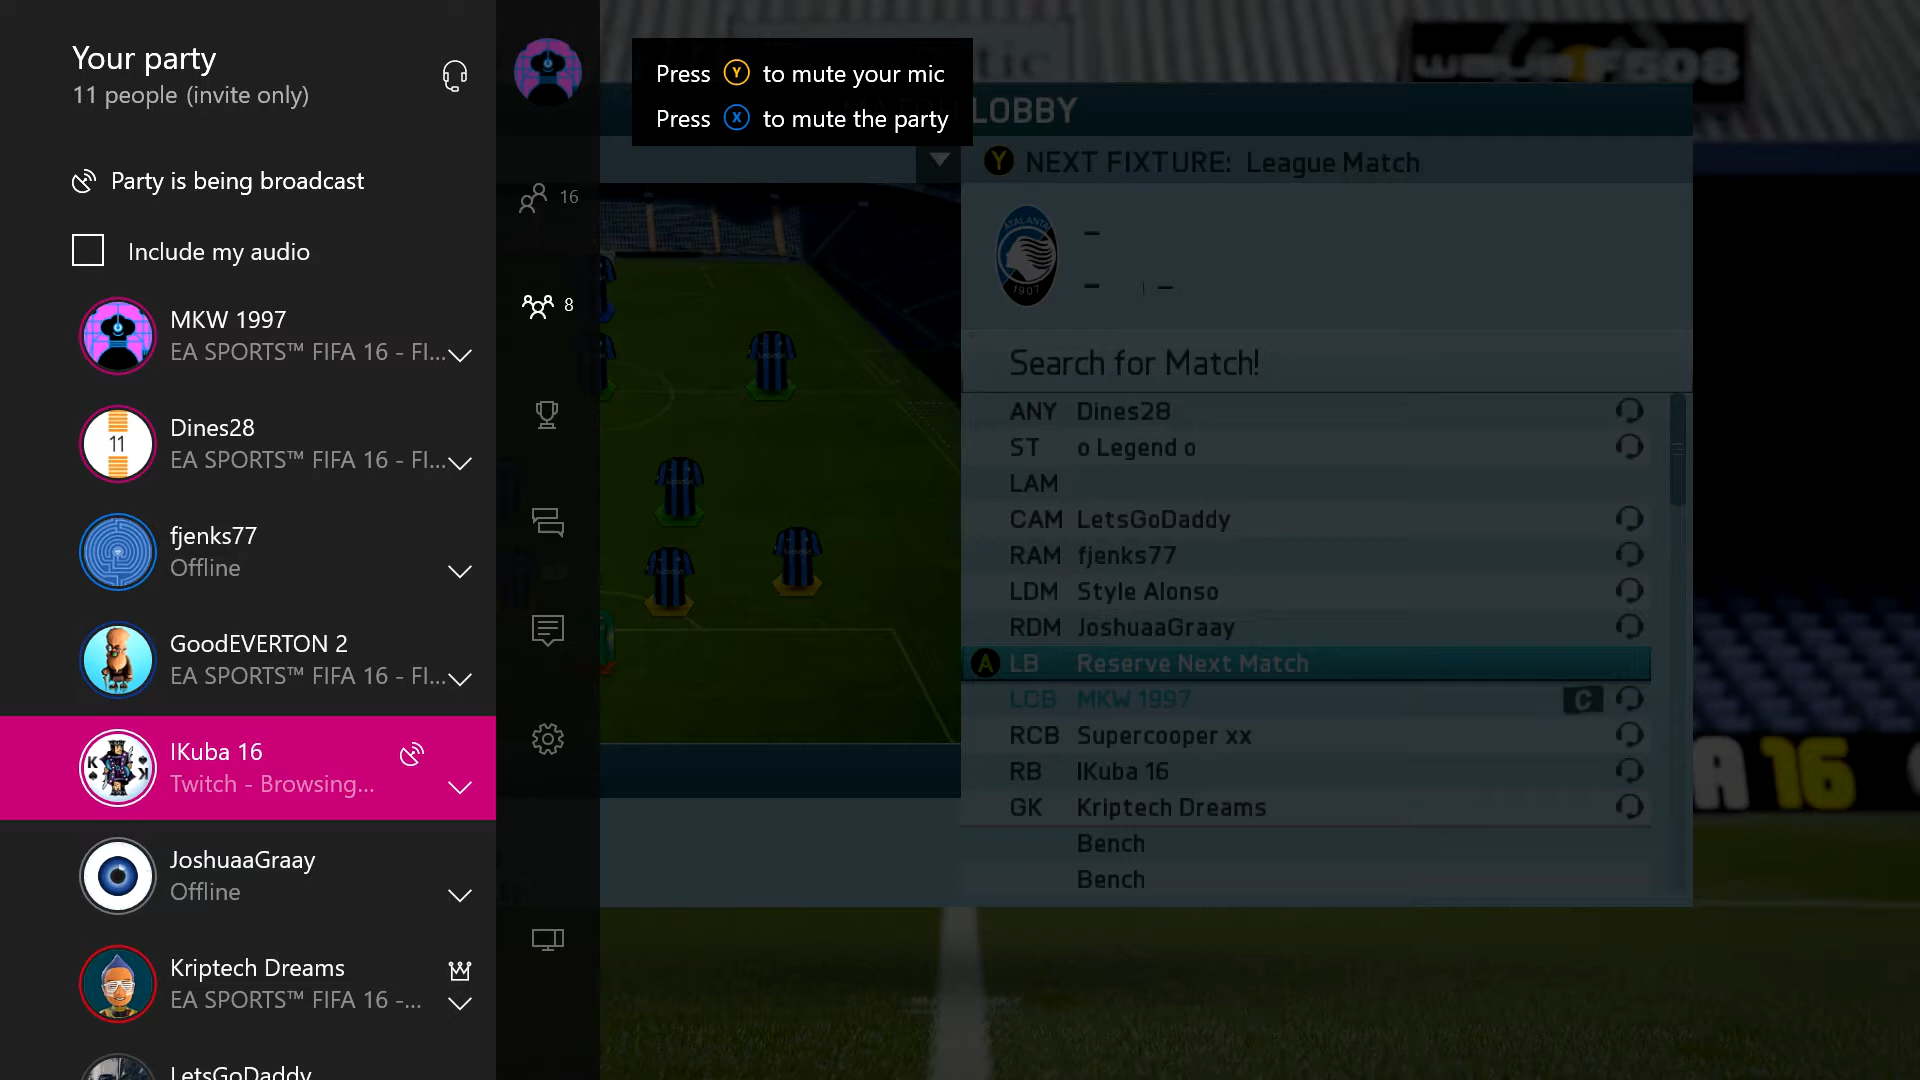 Your party
11 people (invite only)
Party is being broadcast
Include my audio
MKW 1997
EA SPORTS™ FIFA 16 - FI...
Dines28
EA SPORTS™ FIFA 16 - FI...
11
fjenks77
Offline
GoodEVERTON 2
EA SPORTS™ FIFA 16 - FI...
IKuba 16
Twitch - Browsing...
K
K
JoshuaaGraay
Offline
Kriptech Dreams
EA SPORTS™ FIFA 16 -...
LetsGoDaddy
16
8
Press Y to mute your mic
Press X to mute the party
LOBBY
Y NEXT FIXTURE: League Match
ATALANTA
1907
–
– | –
Search for Match!
ANY Dines28
ST o Legend o
LAM
CAM LetsGoDaddy
RAM fjenks77
LDM Style Alonso
RDM JoshuaaGraay
A LB Reserve Next Match
LCB MKW 1997 C
RCB Supercooper xx
RB IKuba 16
GK Kriptech Dreams
Bench
Bench
A 16